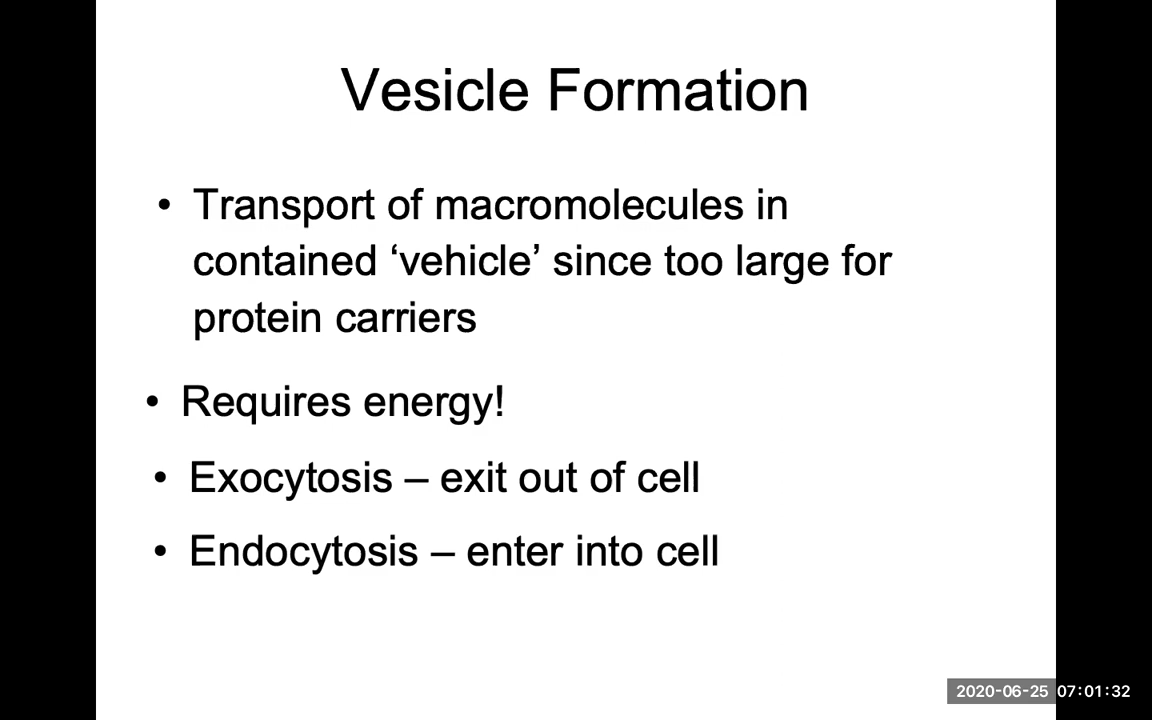 Vesicle Formation
• Transport of macromolecules in
contained ‘vehicle’ since too large for
protein carriers
• Requires energy!
• Exocytosis – exit out of cell
• Endocytosis – enter into cell
2020-06-25 07:01:32